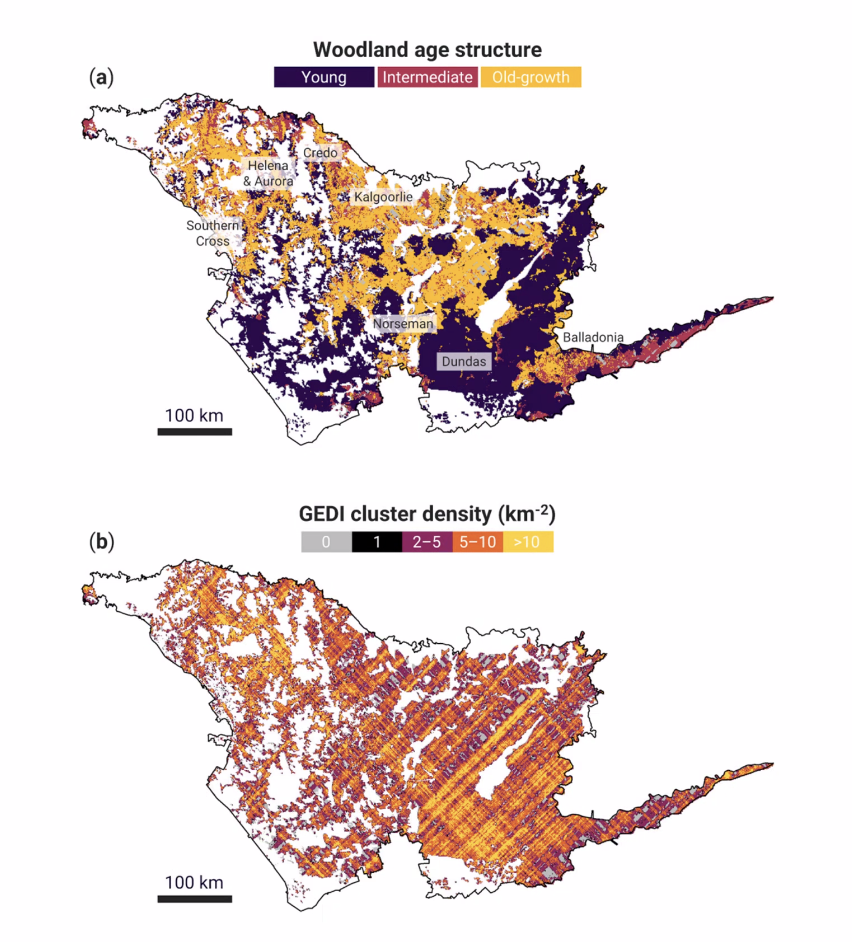 Woodland age structure
(a)
Young Intermediate Old-growth
Credo
Helena
& Aurora
Kalgoorlie
Southern
Cross
Norseman
Balladonia
Dundas
100 km
GEDI cluster density (km-2)
(b)
0 1 2–5 5–10 >10
100 km